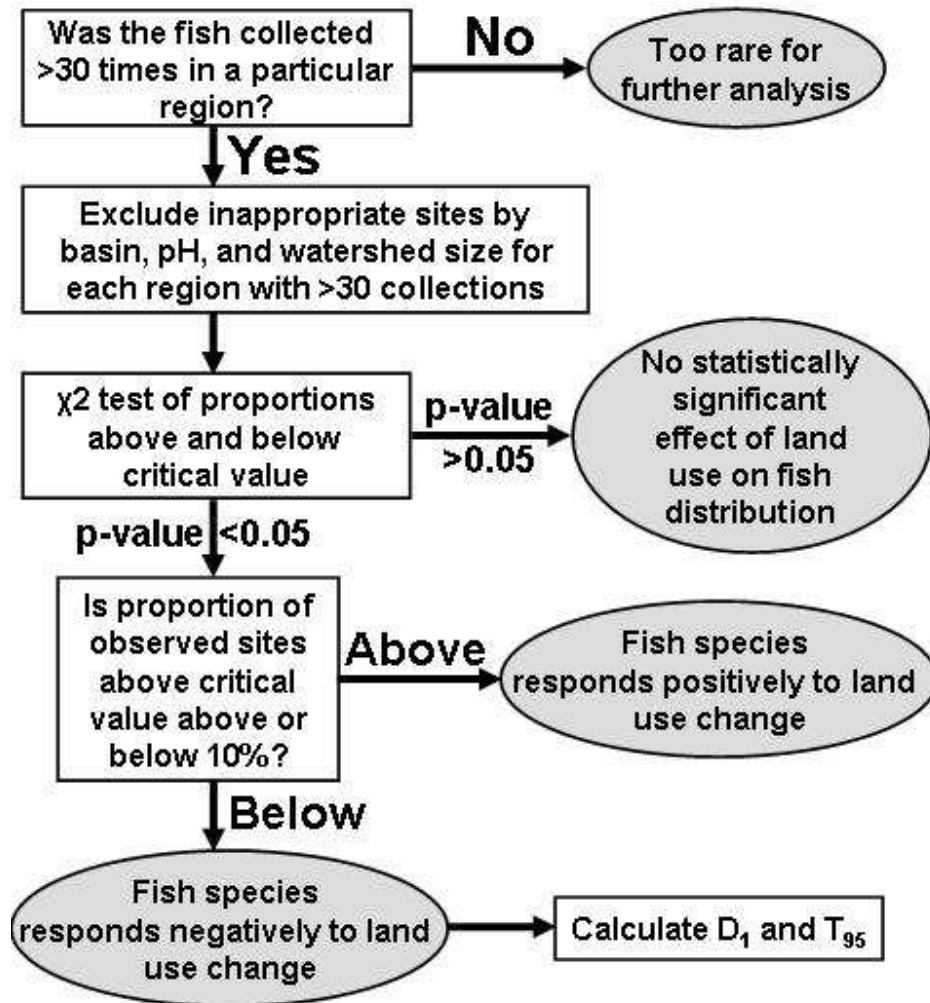 Was the fish collected
>30 times in a particular
region?
No
Too rare for
further analysis
Yes
Exclude inappropriate sites by
basin, pH, and watershed size for
each region with >30 collections
χ2 test of proportions
above and below
critical value
p-value
>0.05
No statistically
significant
effect of land
use on fish
distribution
p-value <0.05
Is proportion of
observed sites
above critical
value above or
below 10%?
Above
Fish species
responds positively to land
use change
Below
Fish species
responds negatively to land
use change
Calculate D₁ and T₉₅